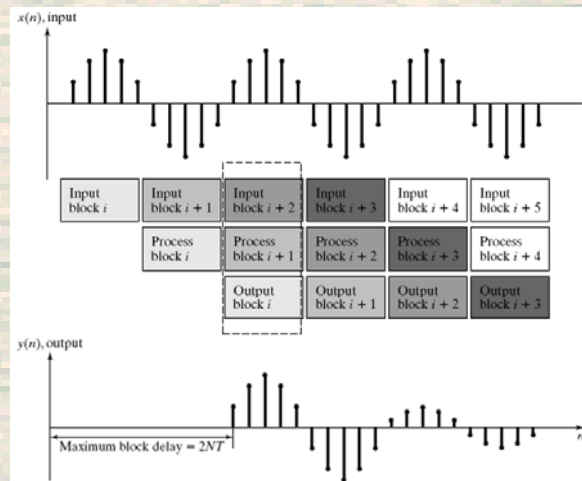 x(n), input
Input
block i
Input
block i + 1
Input
block i + 2
Input
block i + 3
Input
block i + 4
Input
block i + 5
Process
block i
Process
block i + 1
Process
block i + 2
Process
block i + 3
Process
block i + 4
Output
block i
Output
block i + 1
Output
block i + 2
Output
block i + 3
y(n), output
n
Maximum block delay = 2NT